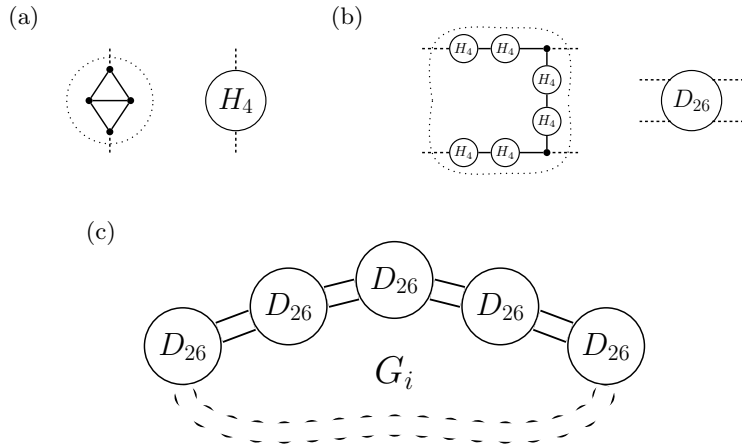 (a)
(b)
H₄
H₄ H₄
H₄
H₄
H₄ H₄
D₂₆
(c)
D₂₆
D₂₆ D₂₆
D₂₆ D₂₆
Gᵢ